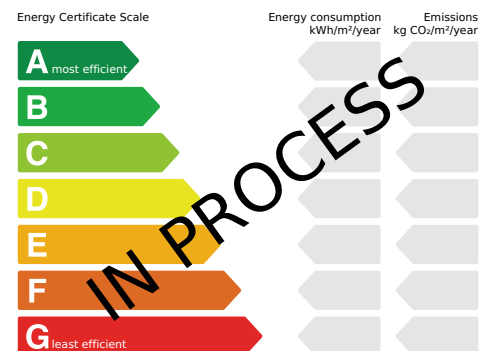 Energy Certificate Scale
Energy consumption
kWh/m²/year
Emissions
kg CO₂/m²/year
A most efficient
B
C
D
E
F
G least efficient
IN PROCESS